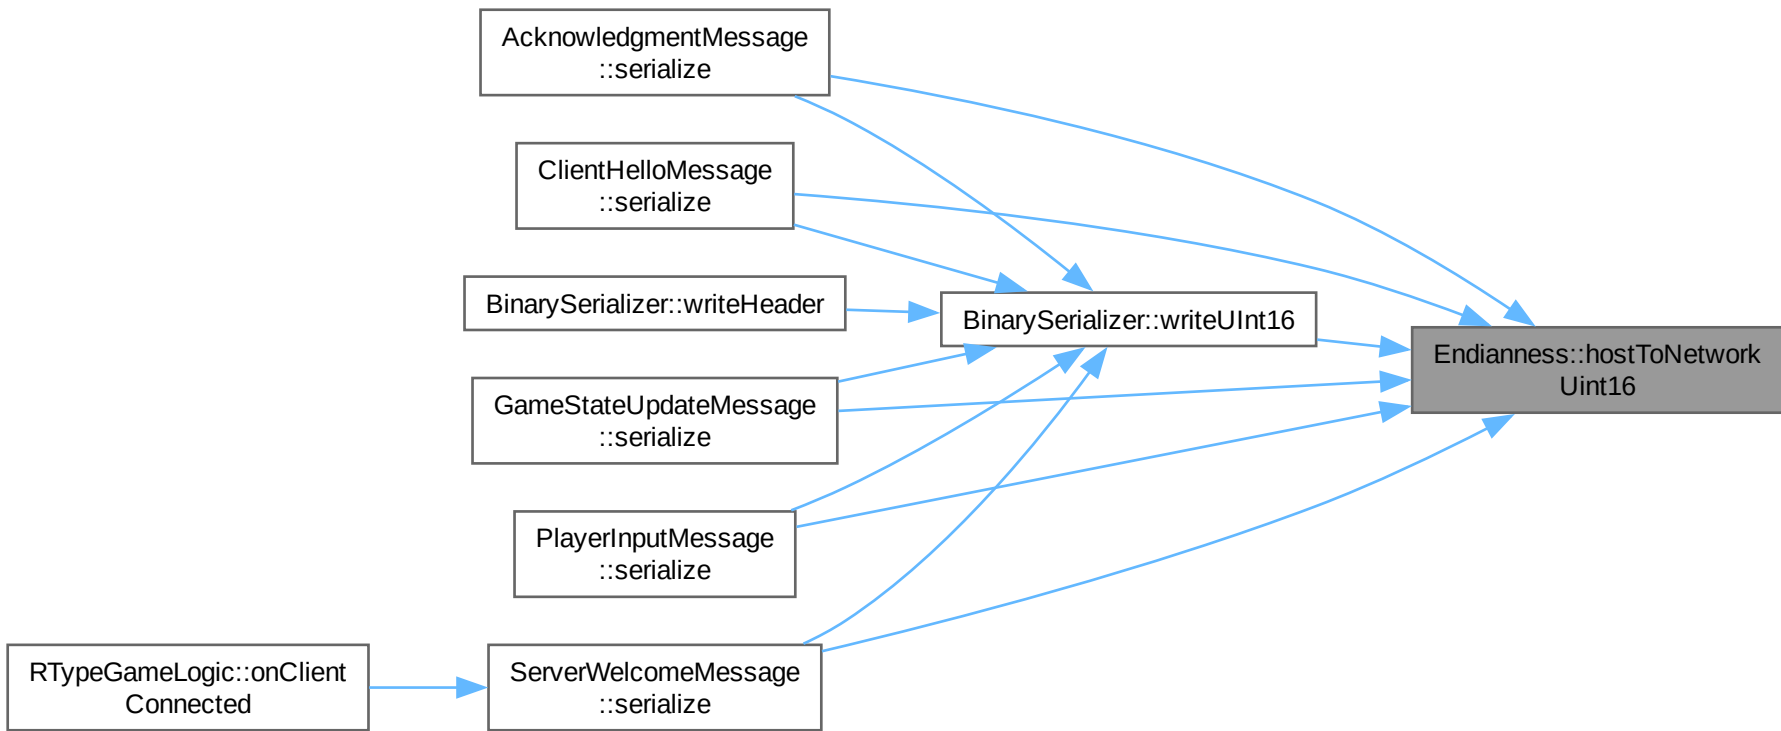 AcknowledgmentMessage
::serialize
ClientHelloMessage
::serialize
BinarySerializer::writeHeader
BinarySerializer::writeUInt16
Endianness::hostToNetwork
Uint16
GameStateUpdateMessage
::serialize
PlayerInputMessage
::serialize
RTypeGameLogic::onClient
Connected
ServerWelcomeMessage
::serialize